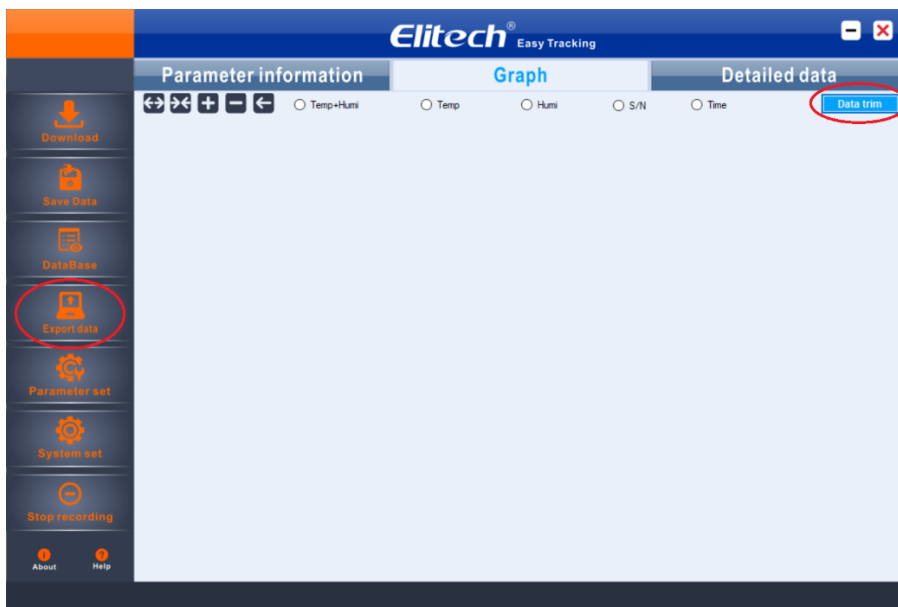 Elitech® Easy Tracking
Parameter information Graph Detailed data
Temp+Humi Temp Humi S/N Time Data trim
Download
Save Data
DataBase
Export data
Parameter set
System set
Stop recording
About Help